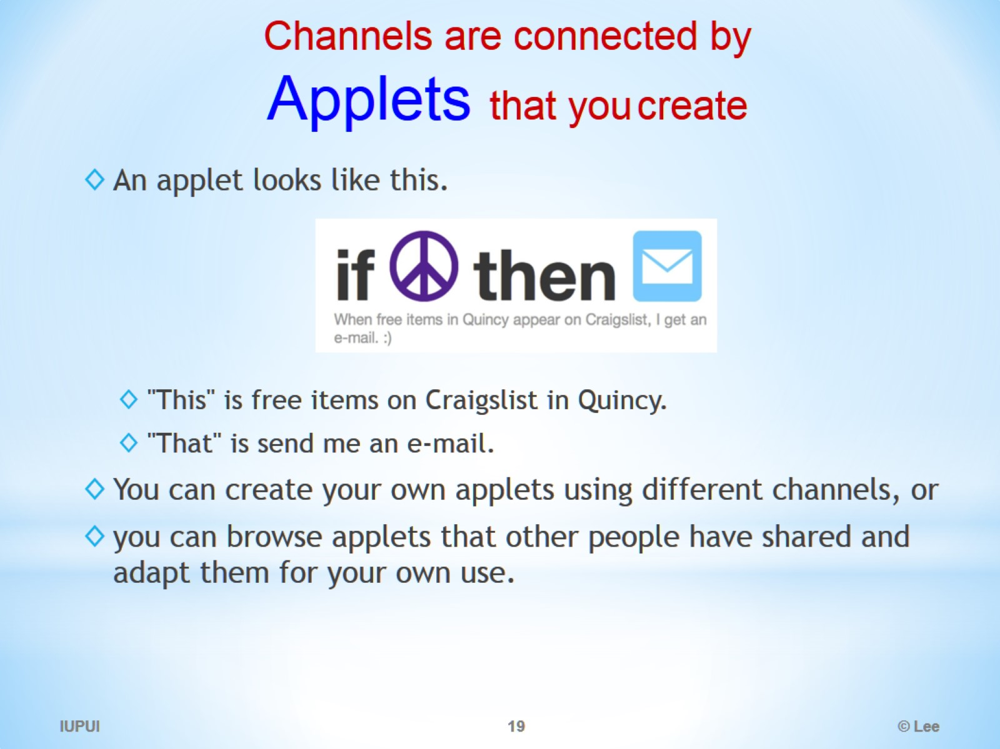 Channels are connected by
Applets that you create
An applet looks like this.
if then
When free items in Quincy appear on Craigslist, I get an
e-mail. :)
"This" is free items on Craigslist in Quincy.
"That" is send me an e-mail.
You can create your own applets using different channels, or
you can browse applets that other people have shared and
adapt them for your own use.
IUPUI 19 © Lee